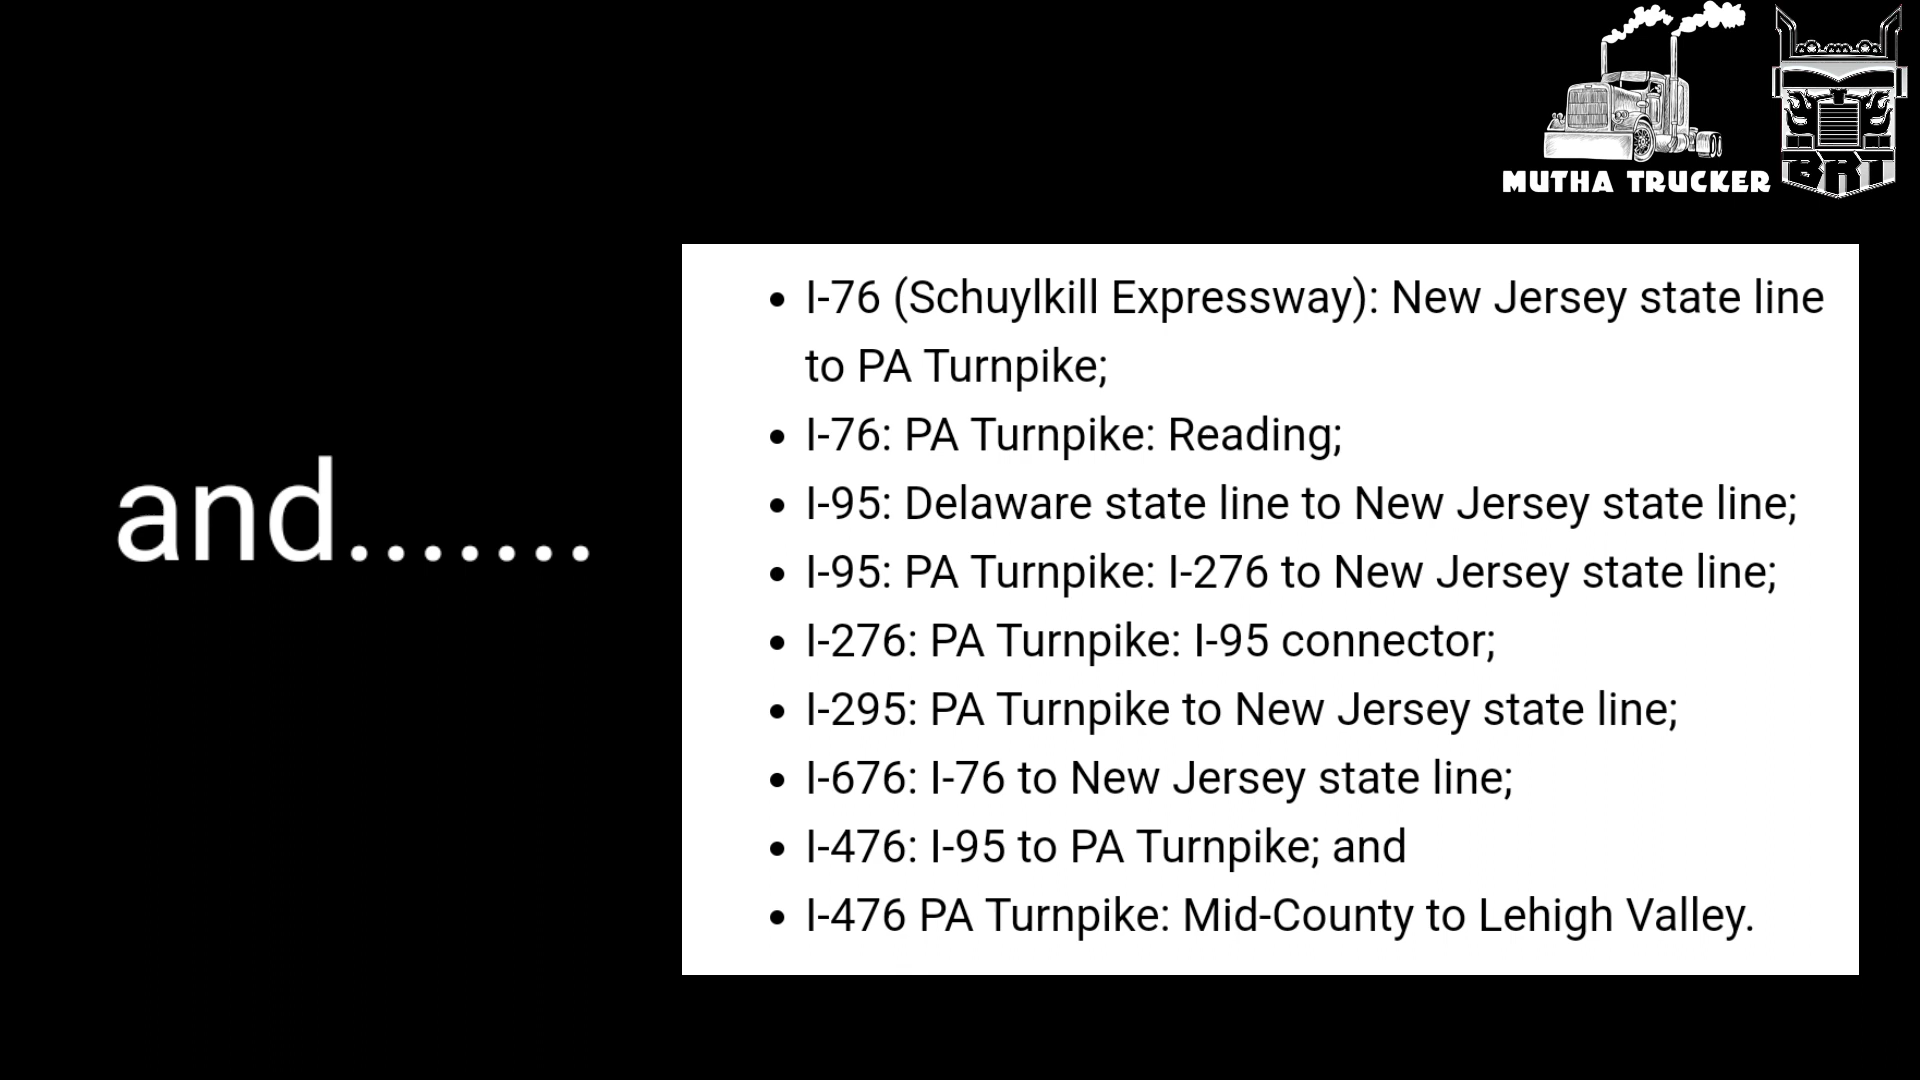 MUTHA TRUCKER
BRT
and.......
• I-76 (Schuylkill Expressway): New Jersey state line
to PA Turnpike;
• I-76: PA Turnpike: Reading;
• I-95: Delaware state line to New Jersey state line;
• I-95: PA Turnpike: I-276 to New Jersey state line;
• I-276: PA Turnpike: I-95 connector;
• I-295: PA Turnpike to New Jersey state line;
• I-676: I-76 to New Jersey state line;
• I-476: I-95 to PA Turnpike; and
• I-476 PA Turnpike: Mid-County to Lehigh Valley.